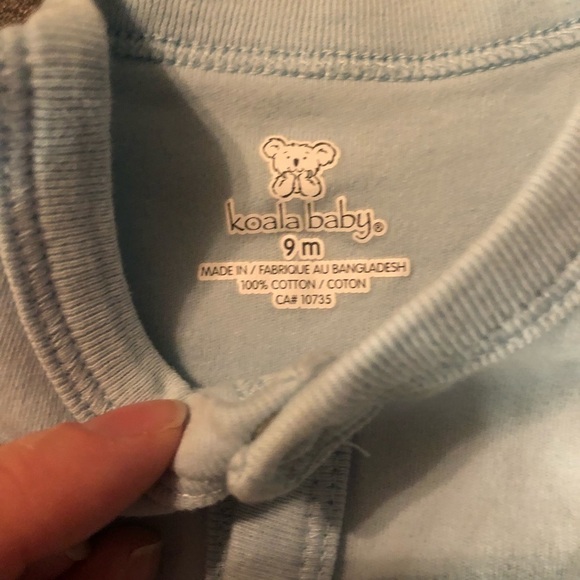 koala baby®
9 m
MADE IN / FABRIQUE AU BANGLADESH
100% COTTON / COTON
CA# 10735